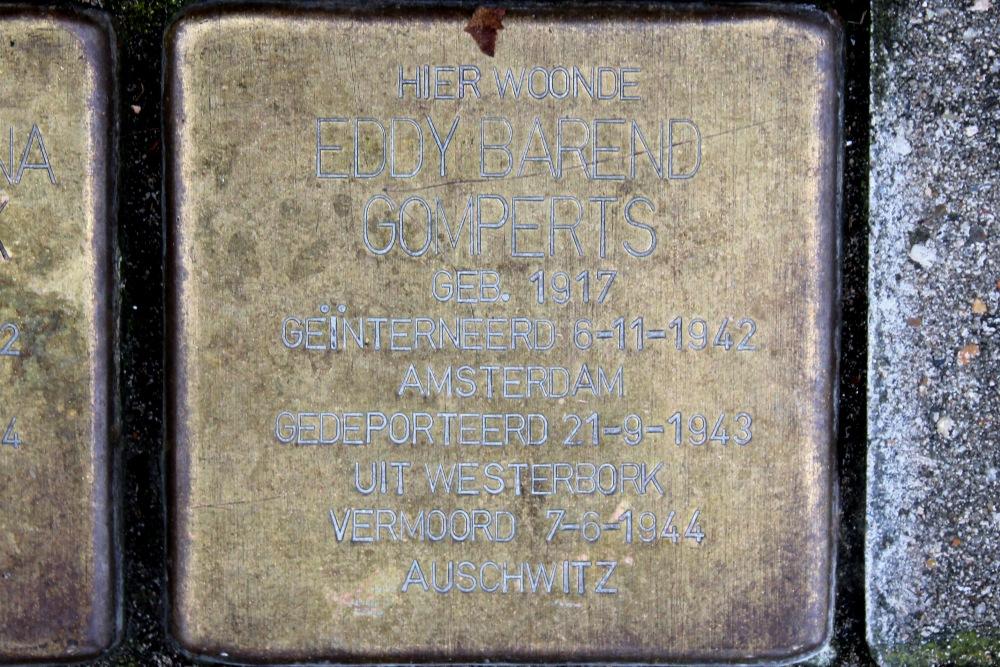 HIER WOONDE
EDDY BAREND
GOMPERTS
GEB. 1917
GEÏNTERNEERD 6-11-1942
AMSTERDAM
GEDEPORTEERD 21-9-1943
UIT WESTERBORK
VERMOORD 7-6-1944
AUSCHWITZ